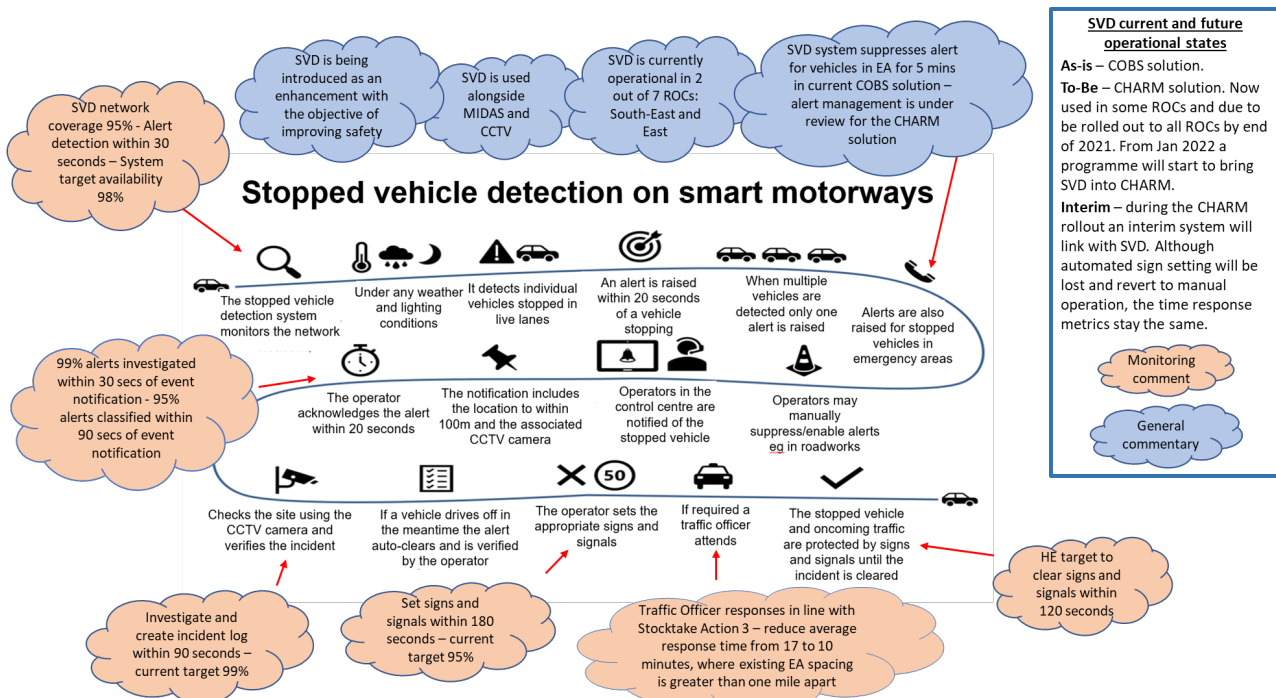 SVD network
coverage 95% - Alert
detection within 30
seconds – System
target availability
98%
SVD is being
introduced as an
enhancement with
the objective of
improving safety
SVD is used
alongside
MIDAS and
CCTV
SVD is currently
operational in 2
out of 7 ROCs:
South-East and
East
SVD system suppresses alert
for vehicles in EA for 5 mins
in current COBS solution –
alert management is under
review for the CHARM
solution
SVD current and future
operational states
As-is – COBS solution.
To-Be – CHARM solution. Now
used in some ROCs and due to
be rolled out to all ROCs by end
of 2021. From Jan 2022 a
programme will start to bring
SVD into CHARM.
Interim – during the CHARM
rollout an interim system will
link with SVD. Although
automated sign setting will be
lost and revert to manual
operation, the time response
metrics stay the same.
Monitoring
comment
General
commentary
Stopped vehicle detection on smart motorways
The stopped vehicle
detection system
monitors the network
Under any weather
and lighting
conditions
It detects individual
vehicles stopped in
live lanes
An alert is raised
within 20 seconds
of a vehicle
stopping
When multiple
vehicles are
detected only one
alert is raised
Alerts are also
raised for stopped
vehicles in
emergency areas
99% alerts investigated
within 30 secs of event
notification - 95%
alerts classified within
90 secs of event
notification
The operator
acknowledges the alert
within 20 seconds
The notification includes
the location to within
100m and the associated
CCTV camera
Operators in the
control centre are
notified of the
stopped vehicle
Operators may
manually
suppress/enable alerts
eg in roadworks
Checks the site using the
CCTV camera and
verifies the incident
If a vehicle drives off in
the meantime the alert
auto-clears and is verified
by the operator
50
The operator sets the
appropriate signs and
signals
If required a
traffic officer
attends
The stopped vehicle
and oncoming traffic
are protected by signs
and signals until the
incident is cleared
Investigate and
create incident log
within 90 seconds –
current target 99%
Set signs and
signals within 180
seconds – current
target 95%
Traffic Officer responses in line with
Stocktake Action 3 – reduce average
response time from 17 to 10
minutes, where existing EA spacing
is greater than one mile apart
HE target to
clear signs and
signals within
120 seconds